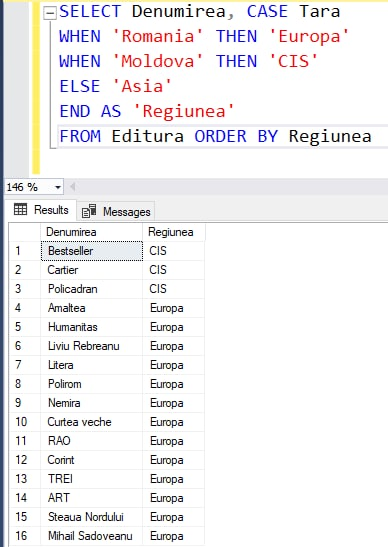 SELECT Denumirea, CASE Tara
WHEN 'Romania' THEN 'Europa'
WHEN 'Moldova' THEN 'CIS'
ELSE 'Asia'
END AS 'Regiunea'
FROM Editura ORDER BY Regiunea
146 %
Results Messages
Denumirea Regiunea
1 Bestseller CIS
2 Cartier CIS
3 Policadran CIS
4 Amaltea Europa
5 Humanitas Europa
6 Liviu Rebreanu Europa
7 Litera Europa
8 Polirom Europa
9 Nemira Europa
10 Curtea veche Europa
11 RAO Europa
12 Corint Europa
13 TREI Europa
14 ART Europa
15 Steaua Nordului Europa
16 Mihail Sadoveanu Europa